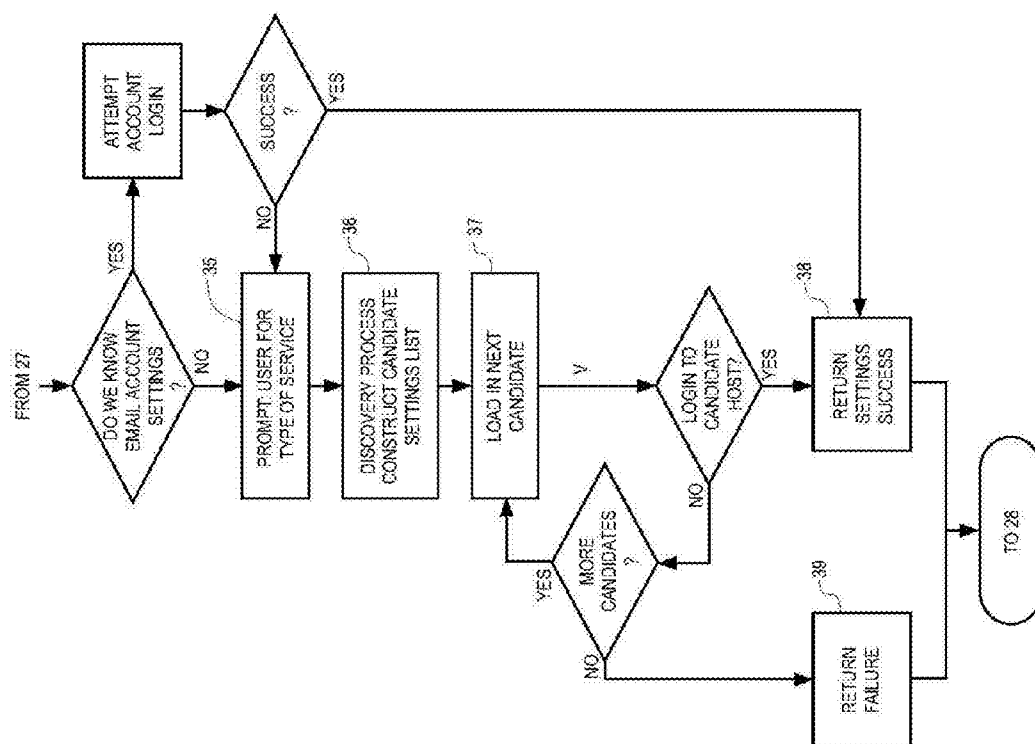 FROM 27
DO WE KNOW
EMAIL ACCOUNT
SETTINGS
?
YES
NO
ATTEMPT
ACCOUNT
LOGIN
SUCCESS
?
YES
NO
35
PROMPT USER FOR
TYPE OF SERVICE
36
DISCOVERY PROCESS
CONSTRUCT CANDIDATE
SETTINGS LIST
37
LOAD IN NEXT
CANDIDATE
V
LOGIN TO
CANDIDATE
HOST?
YES
NO
MORE
CANDIDATES
?
YES
NO
38
RETURN
SETTINGS
SUCCESS
39
RETURN
FAILURE
TO 28